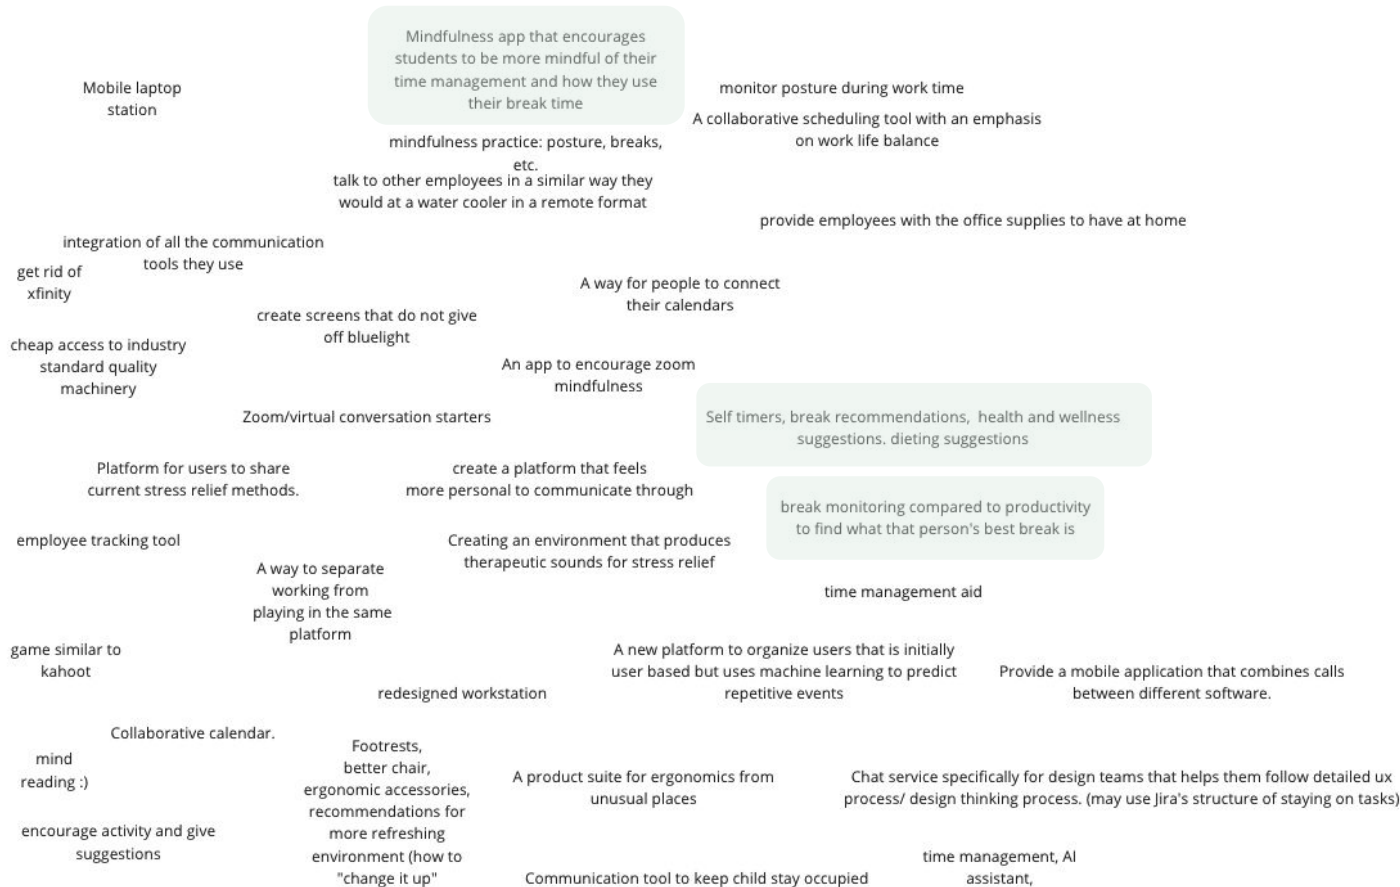 Mindfulness app that encourages
students to be more mindful of their
time management and how they use
their break time
Mobile laptop
station
monitor posture during work time
A collaborative scheduling tool with an emphasis
on work life balance
mindfulness practice: posture, breaks,
etc.
talk to other employees in a similar way they
would at a water cooler in a remote format
provide employees with the office supplies to have at home
integration of all the communication
tools they use
get rid of
xfinity
A way for people to connect
their calendars
create screens that do not give
off bluelight
cheap access to industry
standard quality
machinery
An app to encourage zoom
mindfulness
Zoom/virtual conversation starters
Self timers, break recommendations,  health and wellness
suggestions. dieting suggestions
Platform for users to share
current stress relief methods.
create a platform that feels
more personal to communicate through
break monitoring compared to productivity
to find what that person's best break is
employee tracking tool
Creating an environment that produces
therapeutic sounds for stress relief
A way to separate
working from
playing in the same
platform
time management aid
game similar to
kahoot
A new platform to organize users that is initially
user based but uses machine learning to predict
repetitive events
Provide a mobile application that combines calls
between different software.
redesigned workstation
Collaborative calendar.
mind
reading :)
Footrests,
better chair,
ergonomic accessories,
recommendations for
more refreshing
environment (how to
"change it up"
A product suite for ergonomics from
unusual places
Chat service specifically for design teams that helps them follow detailed ux
process/ design thinking process. (may use Jira's structure of staying on tasks)
encourage activity and give
suggestions
Communication tool to keep child stay occupied
time management, AI
assistant,